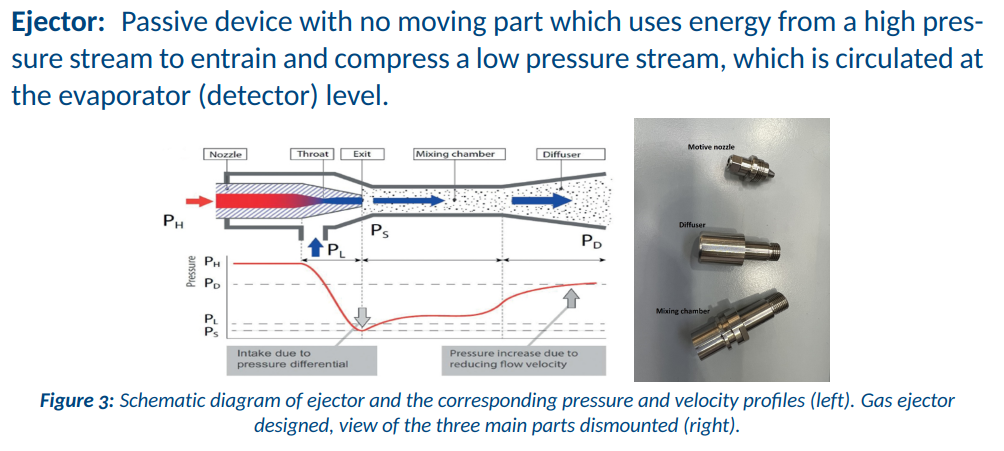 Ejector: Passive device with no moving part which uses energy from a high pres-
sure stream to entrain and compress a low pressure stream, which is circulated at
the evaporator (detector) level.
Nozzle Throat Exit Mixing chamber Diffuser
PH
PL
PS
PD
Pressure
PH
PD
PL
PS
Intake due to
pressure differential
Pressure increase due to
reducing flow velocity
Motive nozzle
Diffuser
Mixing chamber
Figure 3: Schematic diagram of ejector and the corresponding pressure and velocity profiles (left). Gas ejector
designed, view of the three main parts dismounted (right).